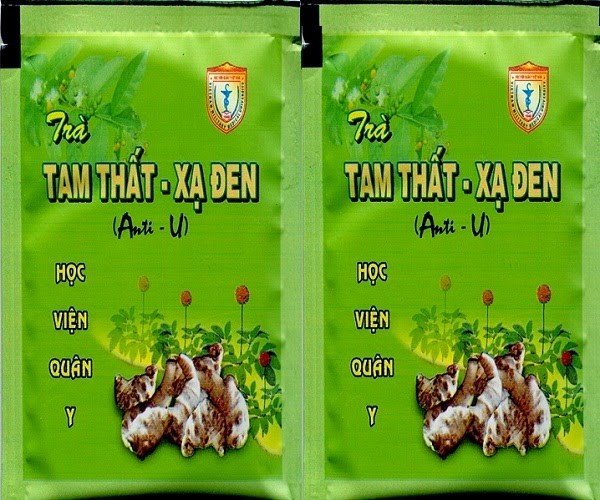 Trà
TAM THẤT - XẠ ĐEN
(Anti - U)
HỌC
VIỆN
QUÂN
Y
Trà
TAM THẤT - XẠ ĐEN
(Anti - U)
HỌC
VIỆN
QUÂN
Y